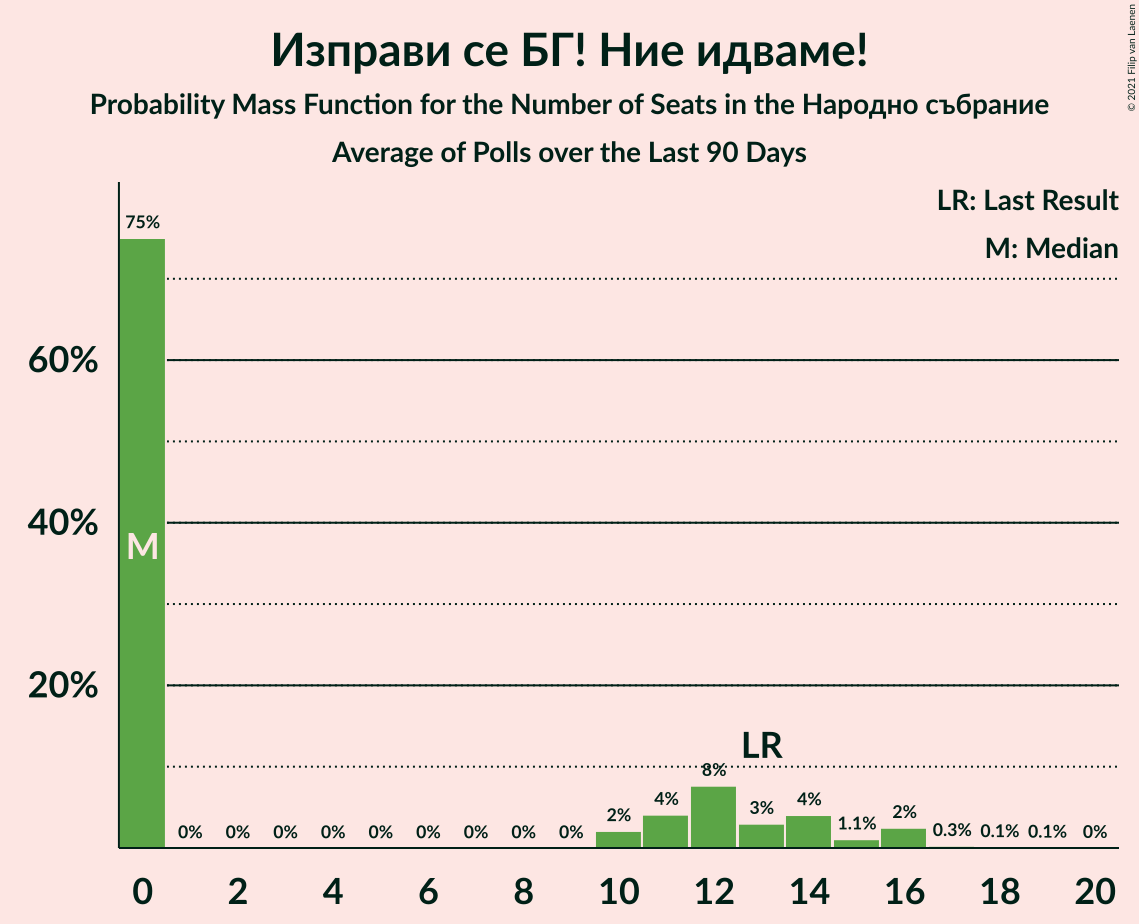 Изправи се БГ! Ние идваме!
Probability Mass Function for the Number of Seats in the Народно събрание
Average of Polls over the Last 90 Days
© 2021 Filip van Laenen
LR: Last Result
M: Median
75%
60%
40%
M
20%
LR
8%
4%
4%
3%
2%
2%
1.1%
0% 0% 0% 0% 0% 0% 0% 0% 0% 0.3% 0.1% 0.1% 0%
0 2 4 6 8 10 12 14 16 18 20